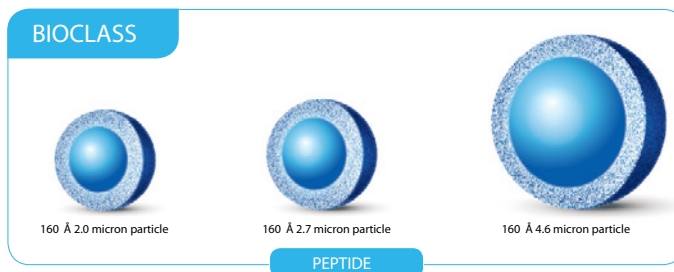 BIOCLASS
160 Å 2.0 micron particle
160 Å 2.7 micron particle
160 Å 4.6 micron particle
PEPTIDE